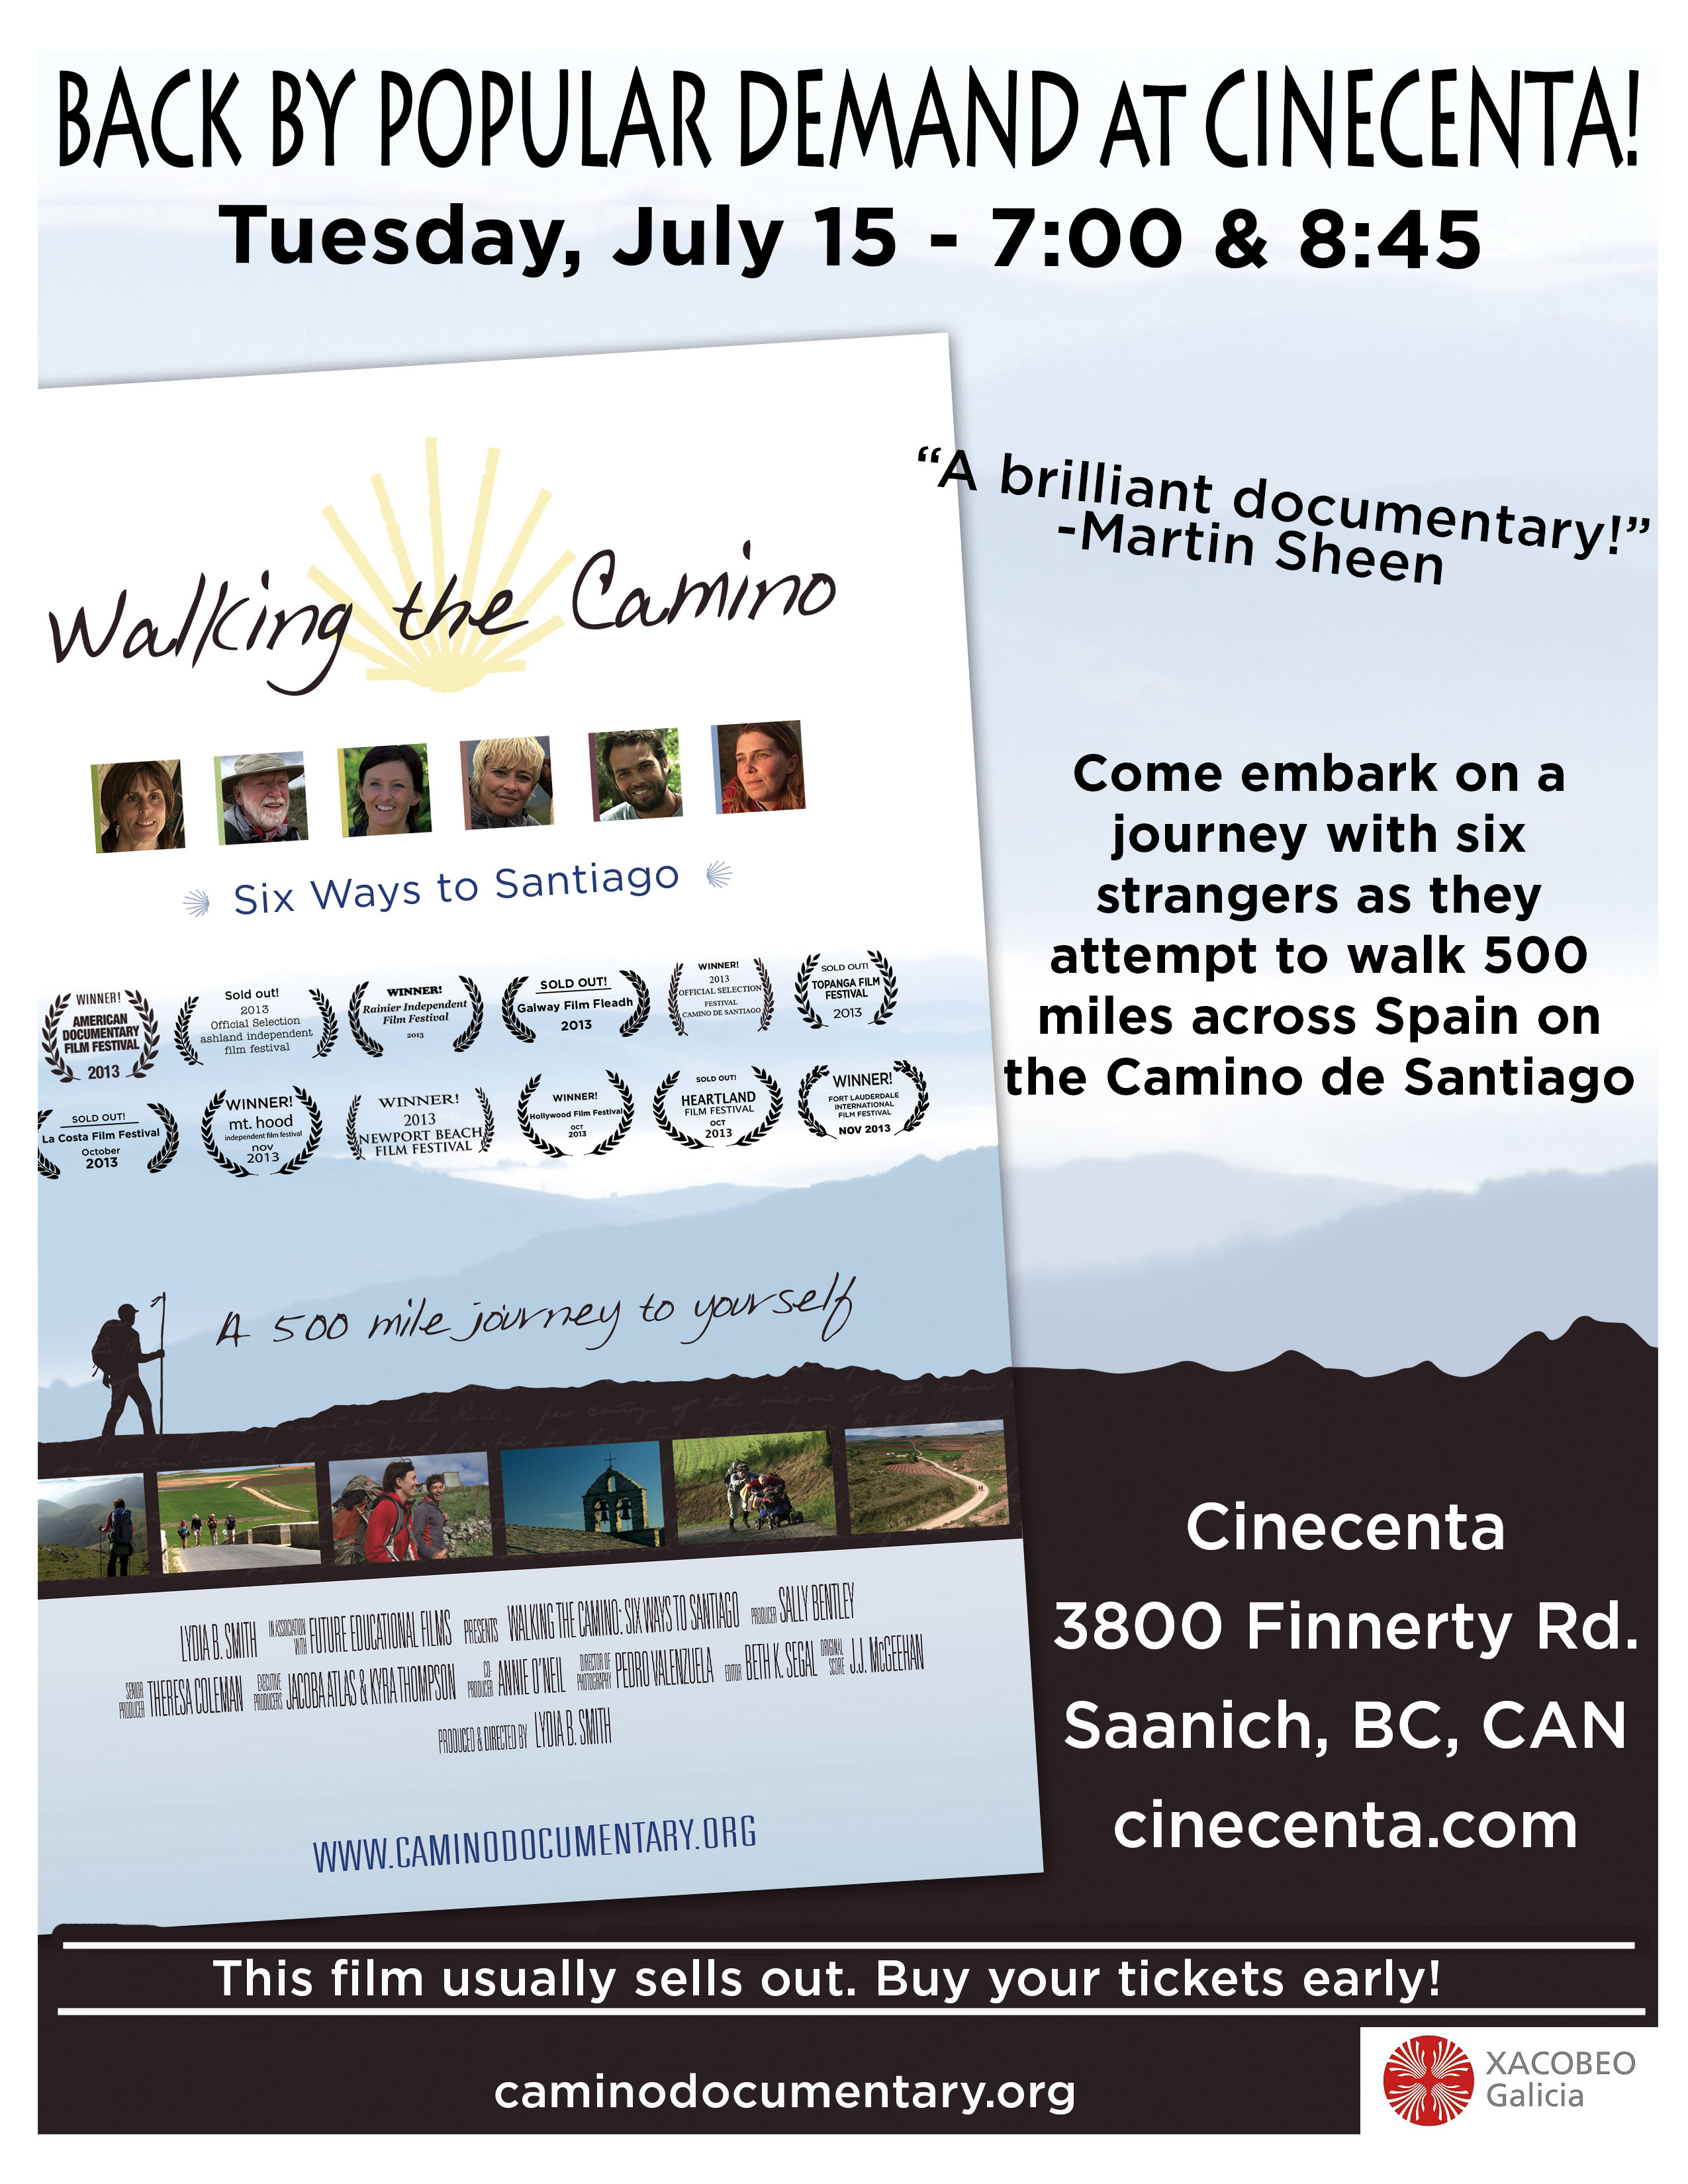 BACK BY POPULAR DEMAND AT CINECENTA!
Tuesday, July 15 - 7:00 & 8:45
“A brilliant documentary!”
-Martin Sheen
Walking the Camino
Six Ways to Santiago
WINNER!
AMERICAN
DOCUMENTARY
FILM FESTIVAL
2013
Sold out!
2013
Official Selection
ashland independent
film festival
WINNER!
Rainier Independent
Film Festival
2013
SOLD OUT!
Galway Film Fleadh
2013
WINNER!
2013
OFFICIAL SELECTION
FESTIVAL
CAMINO DE SANTIAGO
SOLD OUT!
TOPANGA FILM
FESTIVAL
2013
SOLD OUT!
La Costa Film Festival
October
2013
WINNER!
mt. hood
independent film festival
nov
2013
WINNER!
2013
NEWPORT BEACH
FILM FESTIVAL
WINNER!
Hollywood Film Festival
OCT
2013
SOLD OUT!
HEARTLAND
FILM FESTIVAL
OCT
2013
WINNER!
FORT LAUDERDALE
INTERNATIONAL
FILM FESTIVAL
NOV 2013
Come embark on a
journey with six
strangers as they
attempt to walk 500
miles across Spain on
the Camino de Santiago
A 500 mile journey to yourself
LYDIA B. SMITH IN ASSOCIATION WITH FUTURE EDUCATIONAL FILMS PRESENTS WALKING THE CAMINO: SIX WAYS TO SANTIAGO PRODUCER SALLY BENTLEY
SENIOR PRODUCER THERESA COLEMAN EXECUTIVE PRODUCERS JACOBA ATLAS & KYRA THOMPSON CO-PRODUCER ANNIE O'NEIL DIRECTOR OF PHOTOGRAPHY PEDRO VALENZUELA EDITOR BETH K. SEGAL ORIGINAL SCORE J.J. McGEEHAN
PRODUCED & DIRECTED BY LYDIA B. SMITH
WWW.CAMINODOCUMENTARY.ORG
Cinecenta
3800 Finnerty Rd.
Saanich, BC, CAN
cinecenta.com
This film usually sells out. Buy your tickets early!
caminodocumentary.org
XACOBEO
Galicia